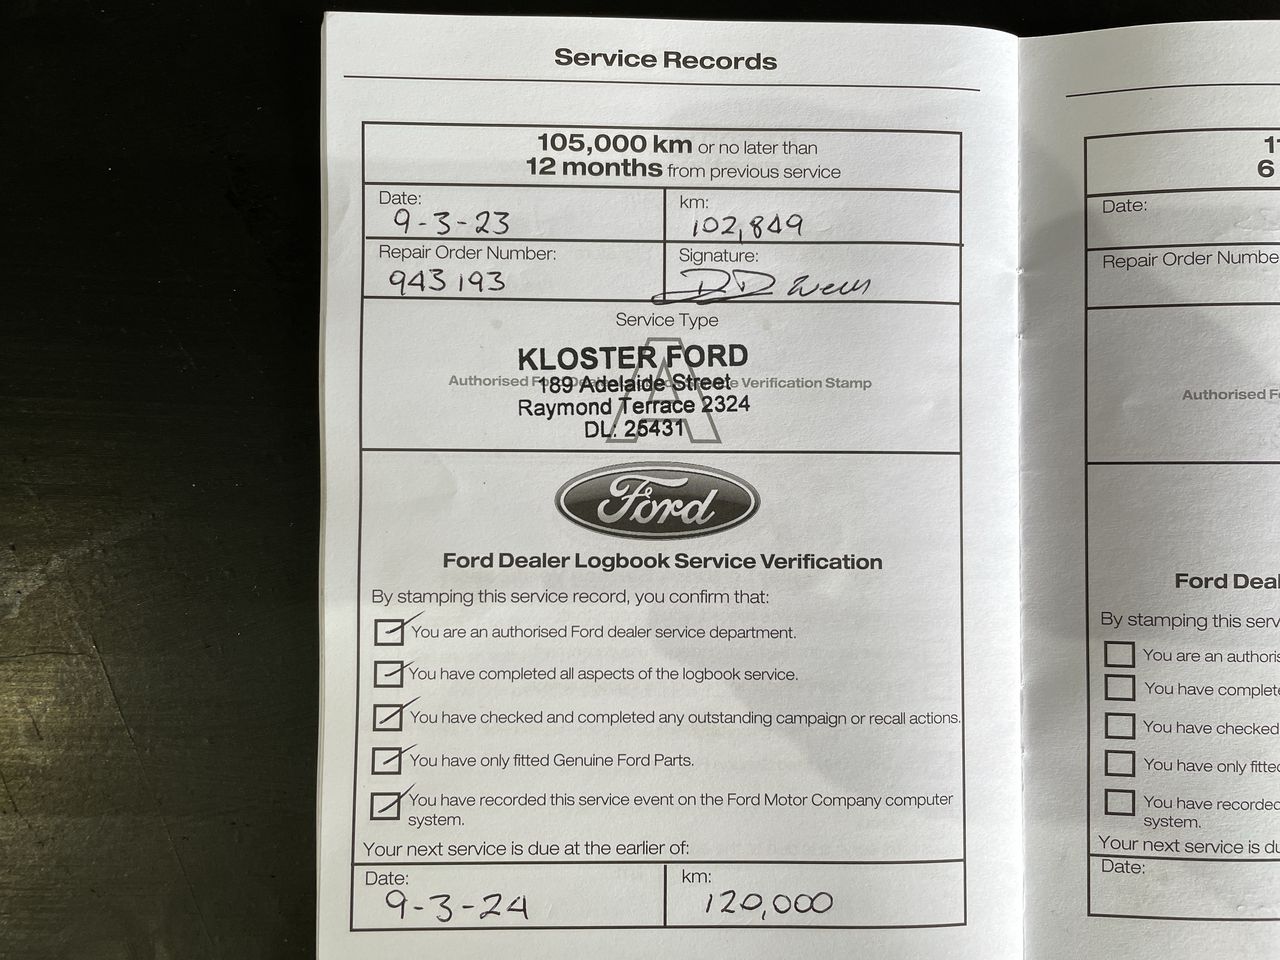 Service Records
105,000 km or no later than
12 months from previous service
Date:
9-3-23
km:
102,849
Repair Order Number:
943193
Signature:
Service Type
KLOSTER FORD
Authorised Verification Stamp
189 Adelaide Street
Raymond Terrace 2324
DL: 25431
A
Ford
Ford Dealer Logbook Service Verification
By stamping this service record, you confirm that:
You are an authorised Ford dealer service department.
You have completed all aspects of the logbook service.
You have checked and completed any outstanding campaign or recall actions.
You have only fitted Genuine Ford Parts.
You have recorded this service event on the Ford Motor Company computer
system.
Your next service is due at the earlier of:
Date:
9-3-24
km:
120,000
6
Date:
Repair Order Numbe
Authorised F
Ford Deal
By stamping this serv
You are an authoris
You have complete
You have checked
You have only fitted
You have recorded
system.
Your next service is du
Date: